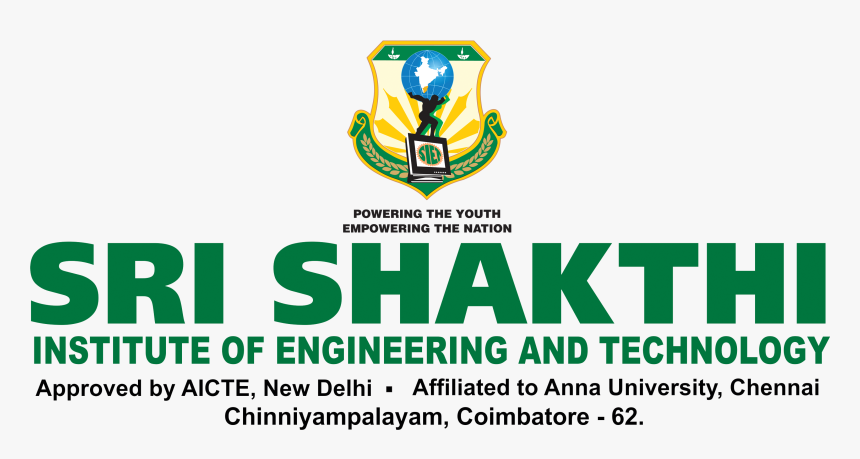 SIET
POWERING THE YOUTH
EMPOWERING THE NATION
SRI SHAKTHI
INSTITUTE OF ENGINEERING AND TECHNOLOGY
Approved by AICTE, New Delhi ▪ Affiliated to Anna University, Chennai
Chinniyampalayam, Coimbatore - 62.